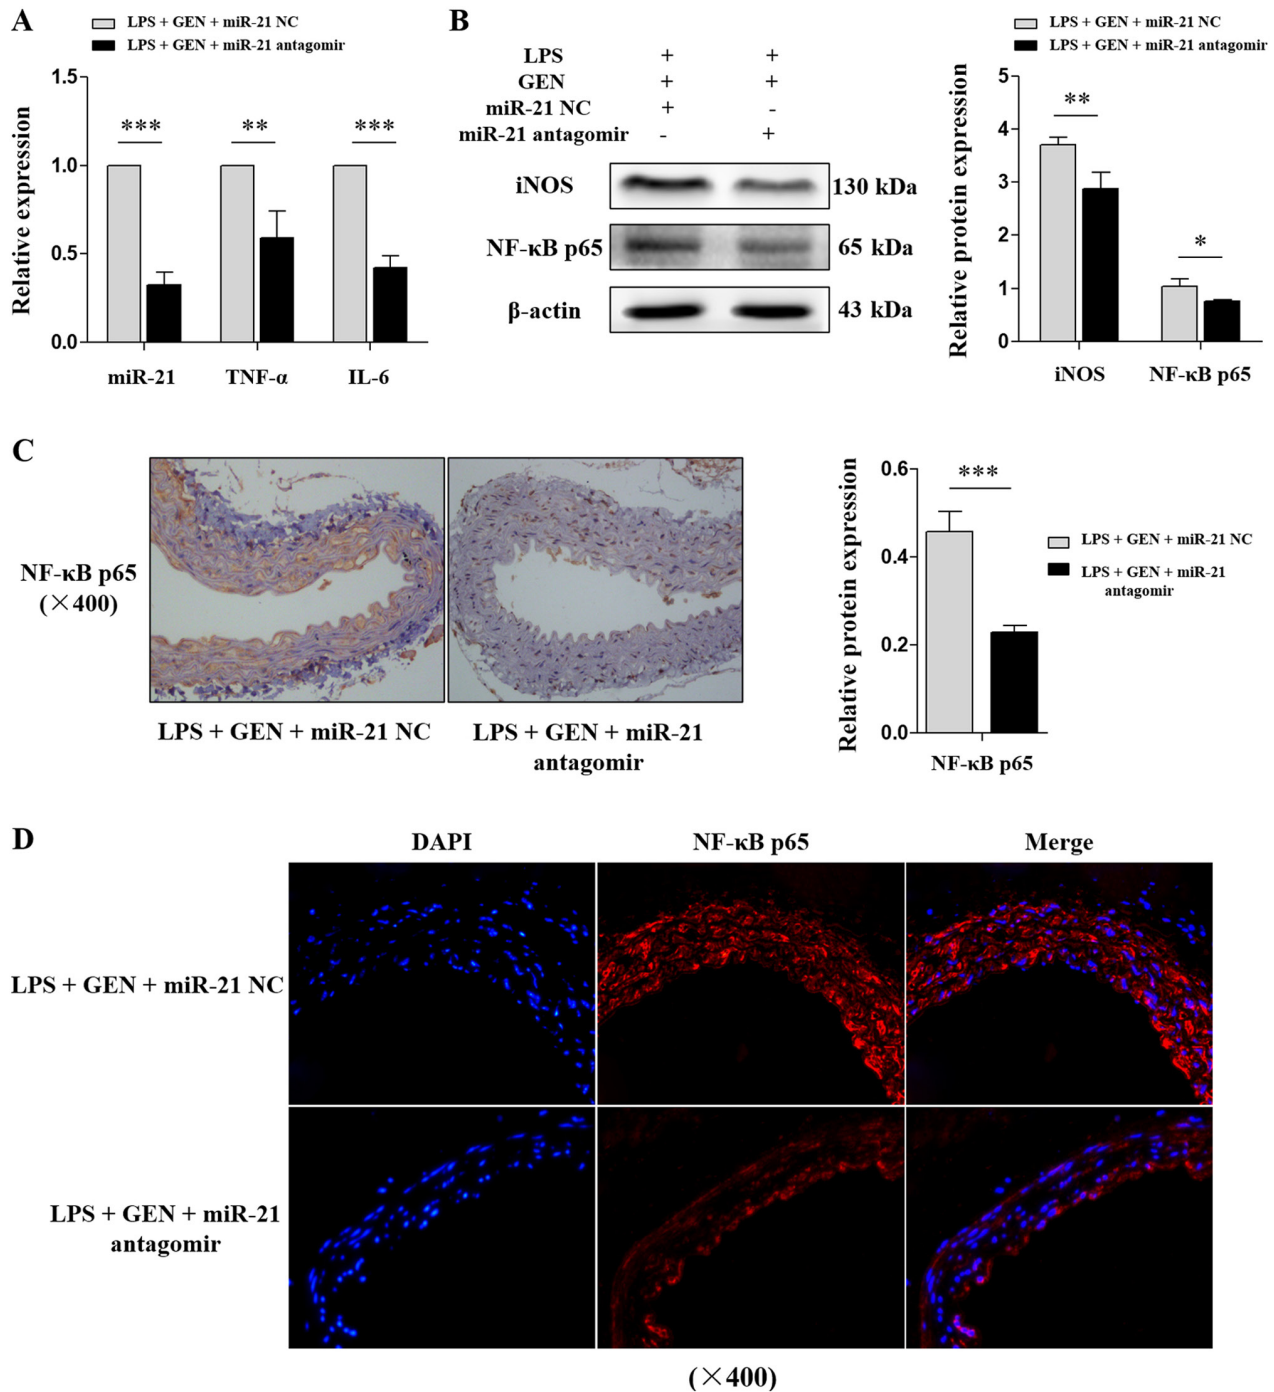 A
LPS + GEN + miR-21 NC
LPS + GEN + miR-21 antagomir
Relative expression
1.5
1.0
0.5
0.0
***
**
***
miR-21
TNF-α
IL-6
B
LPS + +
GEN + +
miR-21 NC + -
miR-21 antagomir - +
iNOS 130 kDa
NF-κB p65 65 kDa
β-actin 43 kDa
LPS + GEN + miR-21 NC
LPS + GEN + miR-21 antagomir
Relative protein expression
5
4
3
2
1
0
**
*
iNOS
NF-κB p65
C
NF-κB p65
(×400)
LPS + GEN + miR-21 NC
LPS + GEN + miR-21
antagomir
Relative protein expression
0.6
0.4
0.2
0.0
***
NF-κB p65
LPS + GEN + miR-21 NC
LPS + GEN + miR-21
antagomir
D
DAPI
NF-κB p65
Merge
LPS + GEN + miR-21 NC
LPS + GEN + miR-21
antagomir
(×400)